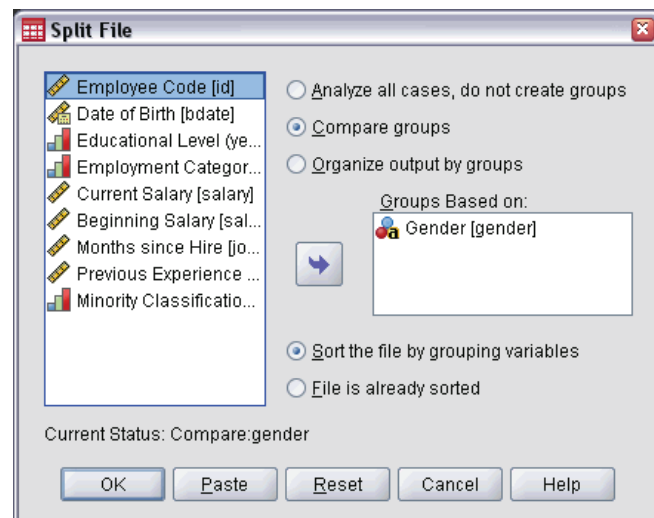 Split File
Employee Code [id]
Date of Birth [bdate]
Educational Level (ye...
Employment Categor...
Current Salary [salary]
Beginning Salary [sal...
Months since Hire [jo...
Previous Experience ...
Minority Classificatio...
Analyze all cases, do not create groups
Compare groups
Organize output by groups
Groups Based on:
a Gender [gender]
Sort the file by grouping variables
File is already sorted
Current Status: Compare:gender
OK Paste Reset Cancel Help